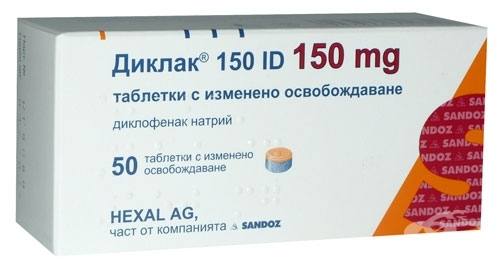 Диклак® 150 ID 150 mg
таблетки с изменено освобождаване
диклофенак натрий
50 таблетки с изменено
освобождаване
HEXAL AG,
част от компанията SANDOZ
SANDOZ